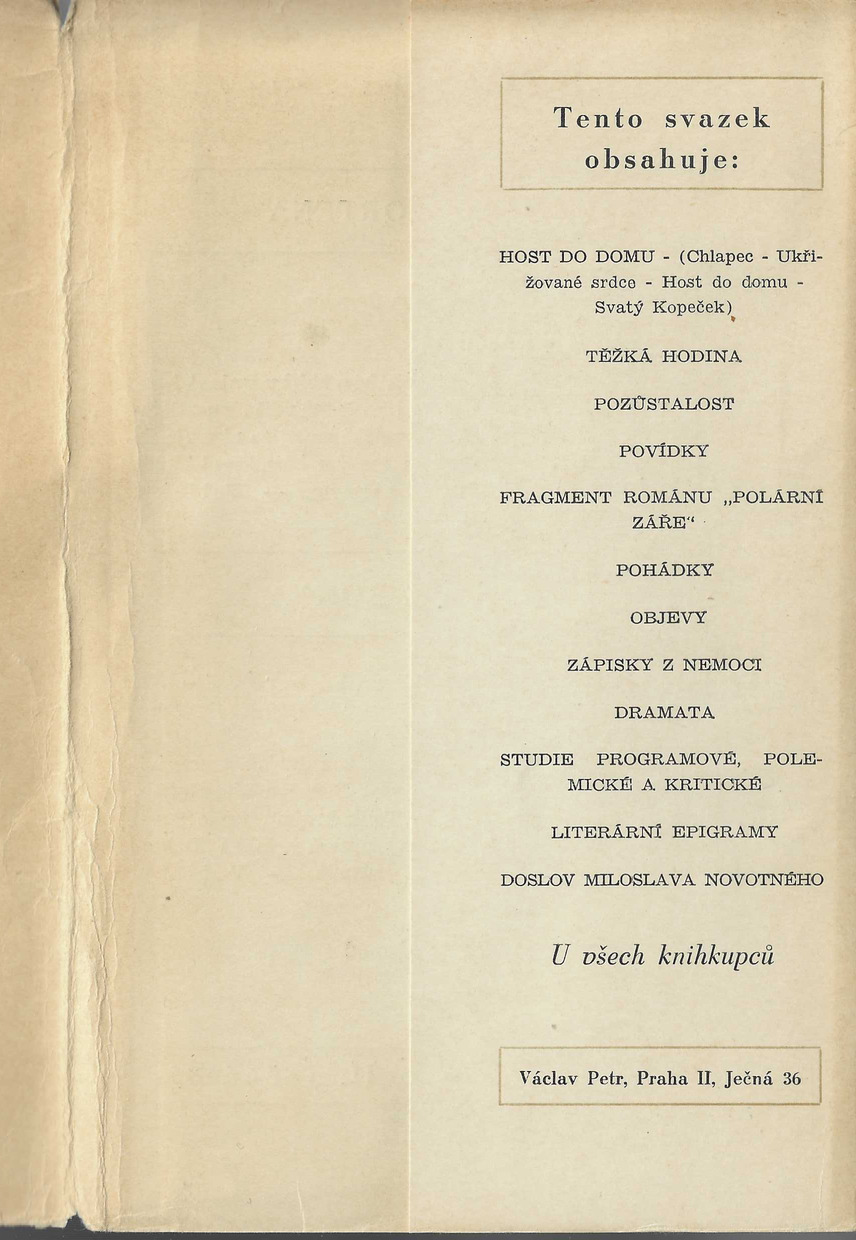 Tento svazek
obsahuje:
HOST DO DOMU - (Chlapec - Ukři-
žované srdce - Host do domu -
Svatý Kopeček)
TĚŽKÁ HODINA
POZŮSTALOST
POVÍDKY
FRAGMENT ROMÁNU „POLÁRNÍ
ZÁŘE“
POHÁDKY
OBJEVY
ZÁPISKY Z NEMOCI
DRAMATA
STUDIE PROGRAMOVÉ, POLE-
MICKÉ A KRITICKÉ
LITERÁRNÍ EPIGRAMY
DOSLOV MILOSLAVA NOVOTNÉHO
U všech knihkupců
Václav Petr, Praha II, Ječná 36